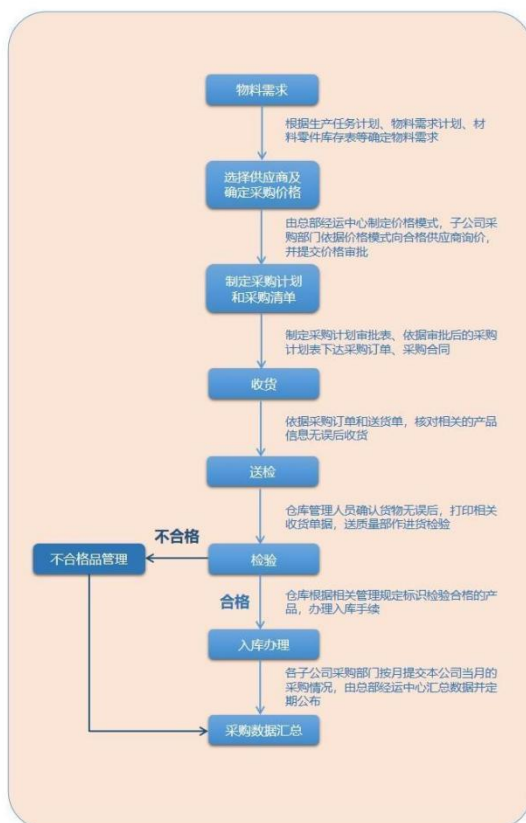 物料需求
根据生产任务计划、物料需求计划、材
料零件库存表等确定物料需求
选择供应商及
确定采购价格
由总部经运中心制定价格模式，子公司采
购部门依据价格模式向合格供应商询价，
并提交价格审批
制定采购计划
和采购清单
制定采购计划审批表、依据审批后的采购
计划表下达采购订单、采购合同
收货
依据采购订单和送货单，核对相关的产品
信息无误后收货
送检
仓库管理人员确认货物无误后，打印相关
收货单据，送质量部作进货检验
不合格
不合格品管理
检验
合格
仓库根据相关管理规定标识检验合格的产
品，办理入库手续
入库办理
各子公司采购部门按月提交本公司当月的
采购情况，由总部经运中心汇总数据并定
期公布
采购数据汇总